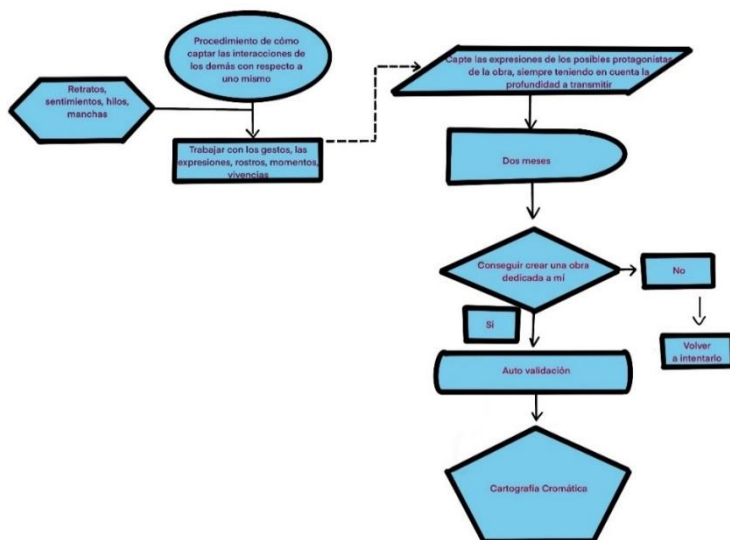 Procedimiento de cómo
captar las interacciones de
los demás con respecto a
uno mismo
Retratos,
sentimientos, hilos,
manchas
Trabajar con los gestos, las
expresiones, rostros, momentos,
vivencias
Capte las expresiones de los posibles protagonistas
de la obra, siempre teniendo en cuenta la
profundidad a transmitir
Dos meses
Conseguir crear una obra
dedicada a mí
No
Si
Volver
a intentarlo
Auto validación
Cartografía Cromática